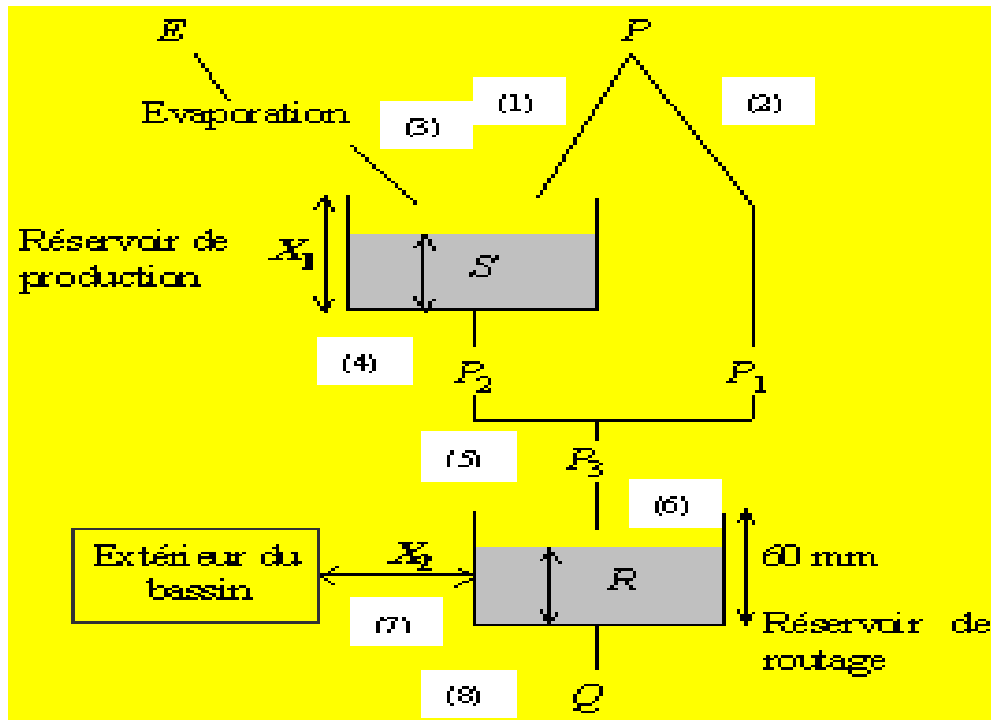 E
P
Evaporation
(3)
(1)
(2)
Réservoir de
production
X1
S
(4)
P2
P1
(5)
P3
(6)
Extérieur du
bassin
X2
(7)
R
60 mm
Réservoir de
routage
(8)
Q